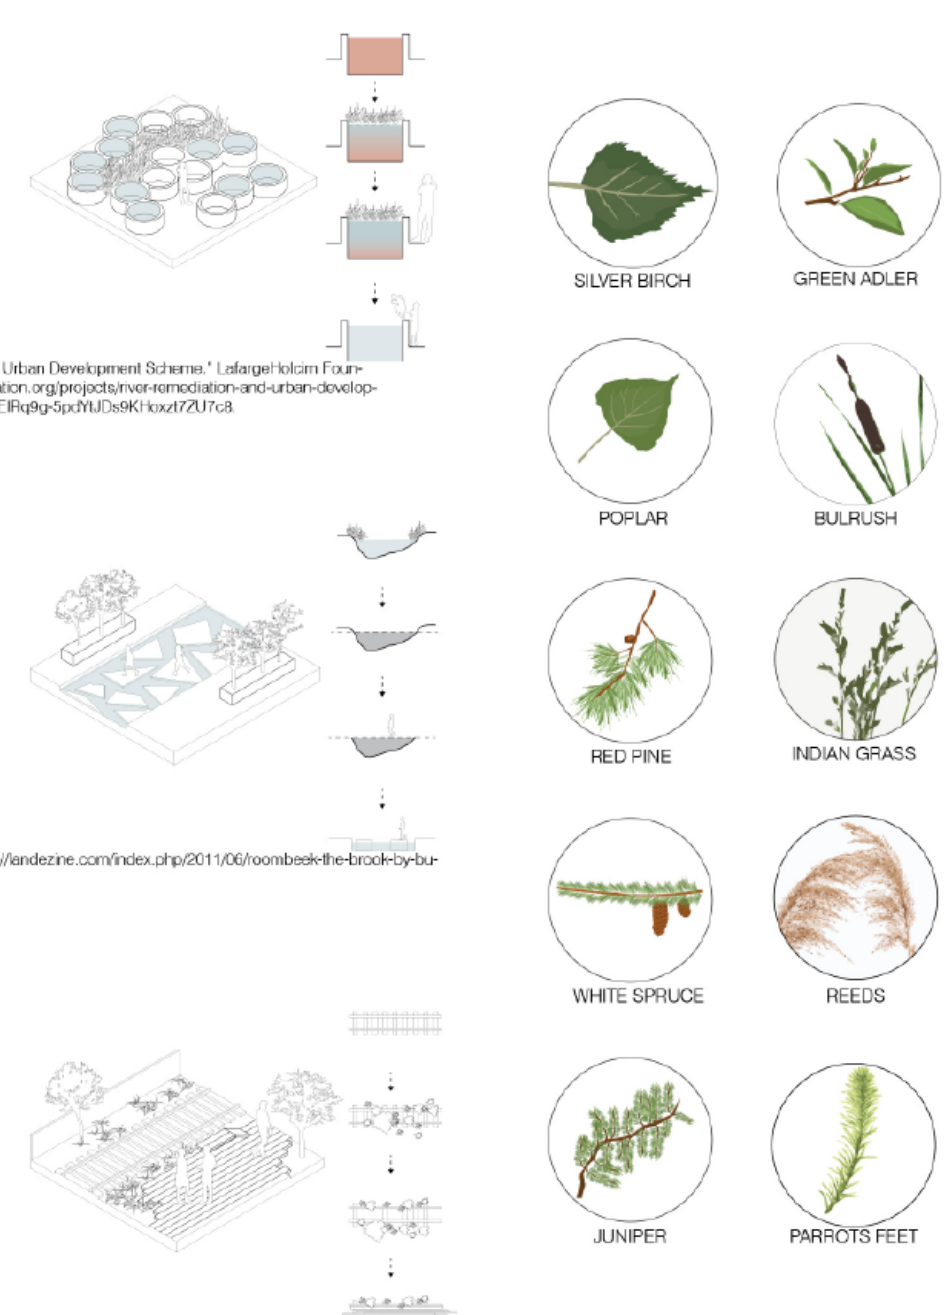 SILVER BIRCH
GREEN ADLER
Urban Development Scheme." LafargeHolcim Foun-
ation.org/projects/river-remediation-and-urban-develop-
POPLAR
BULRUSH
RED PINE
INDIAN GRASS
//landezine.com/index.php/2011/06/roombeek-the-brook-by-bu-
WHITE SPRUCE
REEDS
JUNIPER
PARROTS FEET